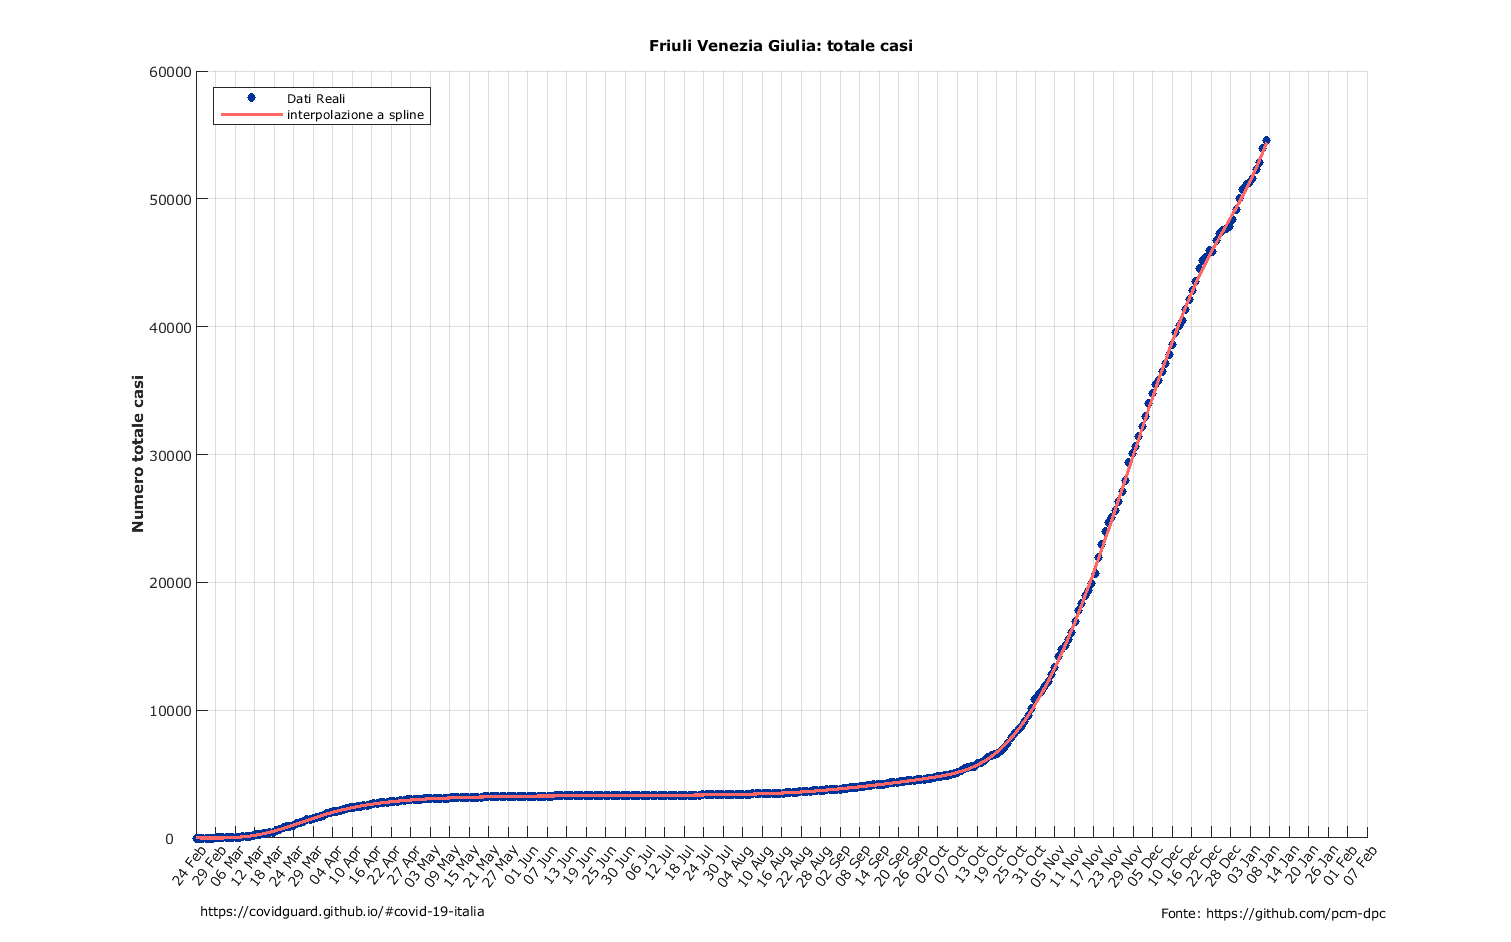 Friuli Venezia Giulia: totale casi
60000
50000
40000
30000
20000
10000
0
Numero totale casi
Dati Reali
interpolazione a spline
24 Feb
29 Feb
06 Mar
12 Mar
18 Mar
24 Mar
29 Mar
04 Apr
10 Apr
16 Apr
22 Apr
27 Apr
03 May
09 May
15 May
21 May
27 May
01 Jun
07 Jun
13 Jun
19 Jun
25 Jun
30 Jun
06 Jul
12 Jul
18 Jul
24 Jul
30 Jul
04 Aug
10 Aug
16 Aug
22 Aug
28 Aug
02 Sep
08 Sep
14 Sep
20 Sep
26 Sep
02 Oct
07 Oct
13 Oct
19 Oct
25 Oct
31 Oct
05 Nov
11 Nov
17 Nov
23 Nov
29 Nov
05 Dec
10 Dec
16 Dec
22 Dec
28 Dec
03 Jan
08 Jan
14 Jan
20 Jan
26 Jan
01 Feb
07 Feb
https://covidguard.github.io/#covid-19-italia
Fonte: https://github.com/pcm-dpc